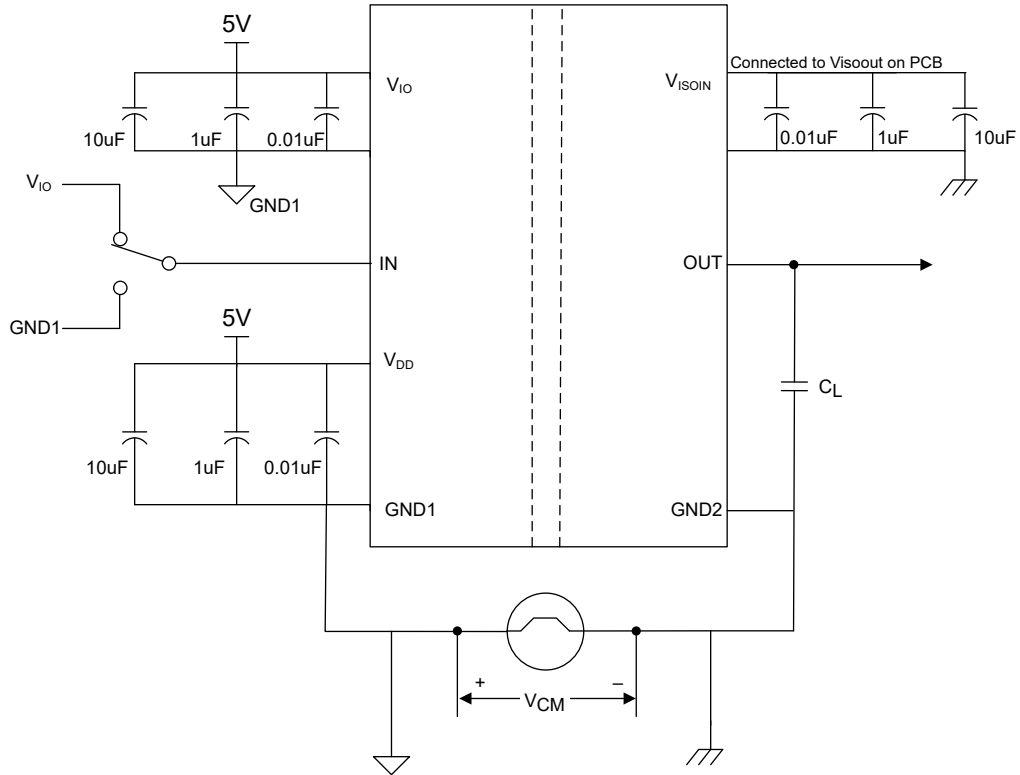 5V
Connected to Visoout on PCB
VIO
VISOIN
10uF
1uF
0.01uF
0.01uF
1uF
10uF
VIO
GND1
IN
OUT
GND1
5V
VDD
CL
10uF
1uF
0.01uF
GND1
GND2
+
–
VCM